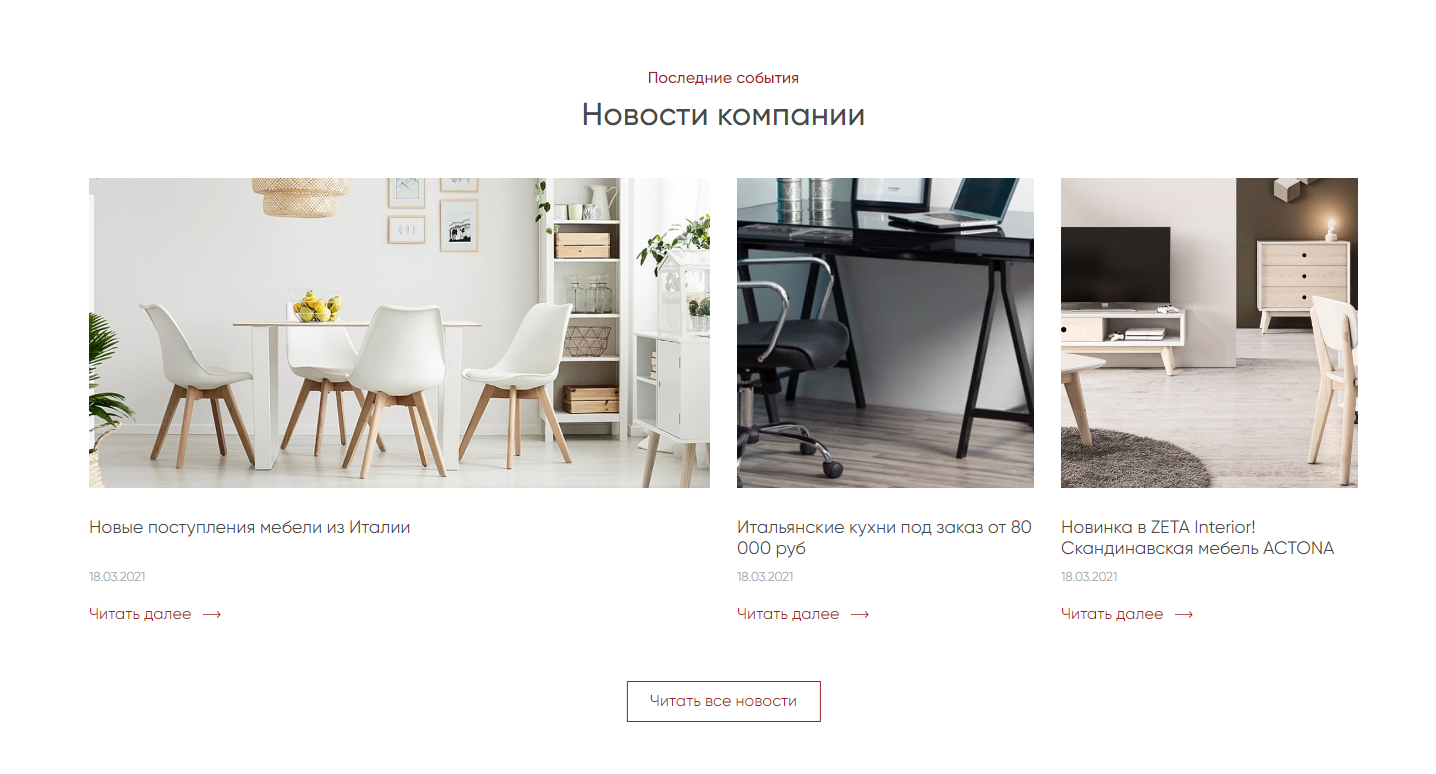 Последние события
Новости компании
Новые поступления мебели из Италии
18.03.2021
Читать далее
Итальянские кухни под заказ от 80
000 руб
18.03.2021
Читать далее
Новинка в ZETA Interior!
Скандинавская мебель ACTONA
18.03.2021
Читать далее
Читать все новости